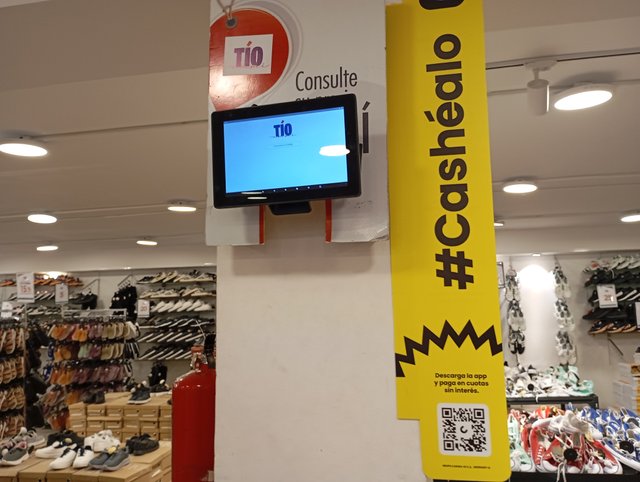 TÍO
Consulte
TÍO
#Cashéalo
Descarga la app
y paga en cuotas
sin interés.